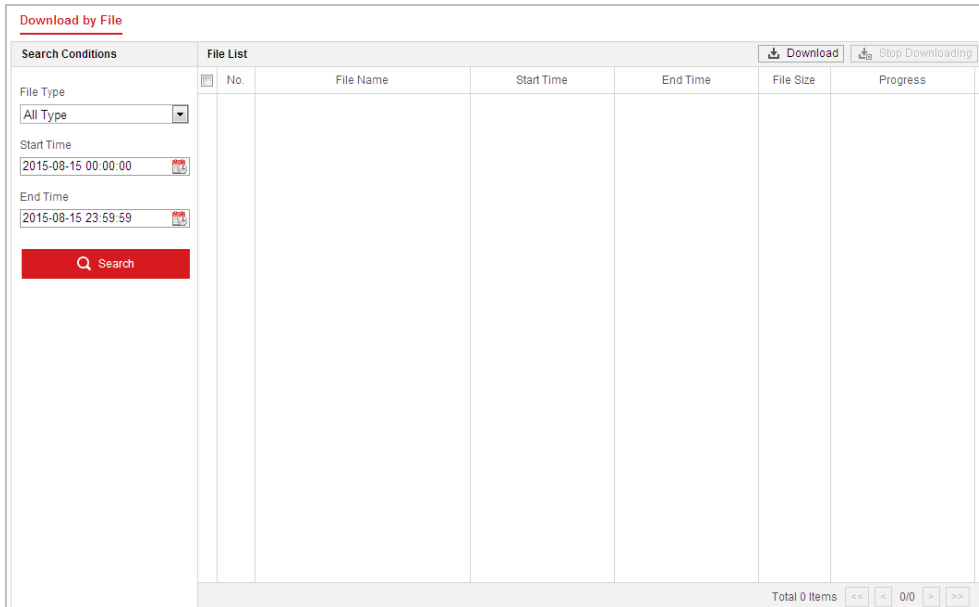 Download by File
Search Conditions
File List
Download
Stop Downloading
No.
File Name
Start Time
End Time
File Size
Progress
File Type
All Type
Start Time
2015-08-15 00:00:00
End Time
2015-08-15 23:59:59
Search
Total 0 Items
<<
<
0/0
>
>>